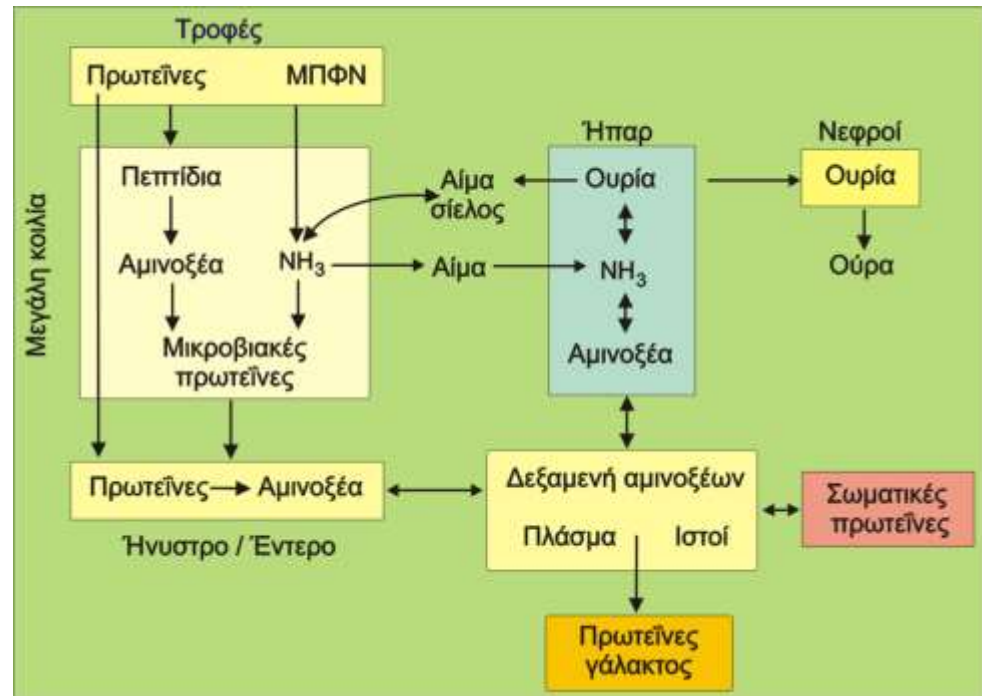 Τροφές
Πρωτεΐνες ΜΠΦΝ
Μεγάλη κοιλία
Πεπτίδια
Αμινοξέα
NH₃
Μικροβιακές
πρωτεΐνες
Αίμα
σίελος
Αίμα
Ήπαρ
Ουρία
NH₃
Αμινοξέα
Νεφροί
Ουρία
Ούρα
Πρωτεΐνες Αμινοξέα
Ήνυστρο / Έντερο
Δεξαμενή αμινοξέων
Πλάσμα Ιστοί
Σωματικές
πρωτεΐνες
Πρωτεΐνες
γάλακτος